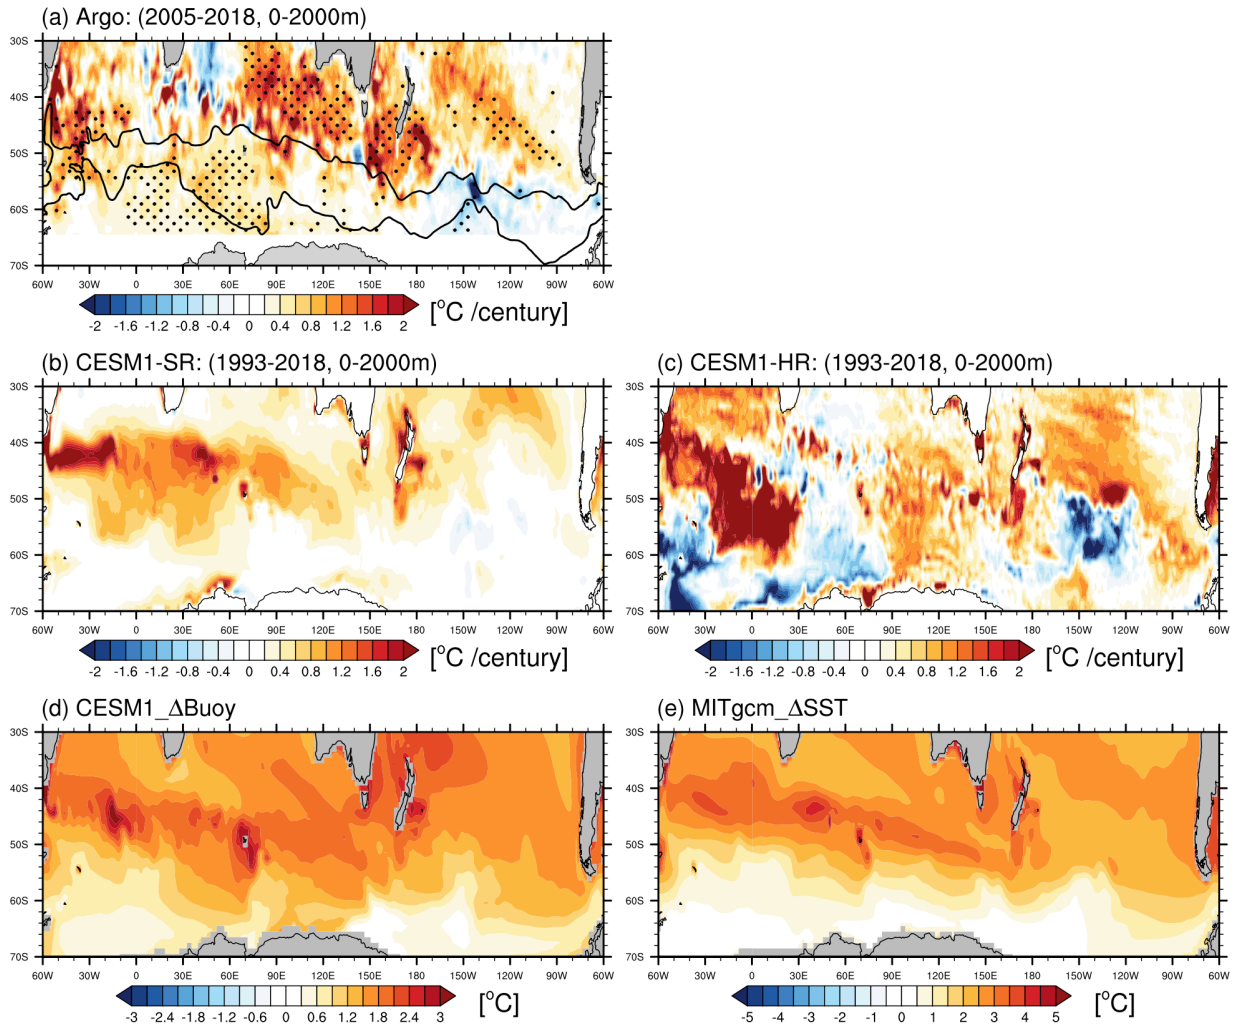 (a) Argo: (2005-2018, 0-2000m)
30S
40S
50S
60S
70S
60W 30W 0 30E 60E 90E 120E 150E 180 150W 120W 90W 60W
-2 -1.6 -1.2 -0.8 -0.4 0 0.4 0.8 1.2 1.6 2
[°C /century]
(b) CESM1-SR: (1993-2018, 0-2000m)
30S
40S
50S
60S
70S
60W 30W 0 30E 60E 90E 120E 150E 180 150W 120W 90W 60W
-2 -1.6 -1.2 -0.8 -0.4 0 0.4 0.8 1.2 1.6 2
[°C /century]
(c) CESM1-HR: (1993-2018, 0-2000m)
30S
40S
50S
60S
70S
60W 30W 0 30E 60E 90E 120E 150E 180 150W 120W 90W 60W
-2 -1.6 -1.2 -0.8 -0.4 0 0.4 0.8 1.2 1.6 2
[°C /century]
(d) CESM1_ΔBuoy
30S
40S
50S
60S
70S
60W 30W 0 30E 60E 90E 120E 150E 180 150W 120W 90W 60W
-3 -2.4 -1.8 -1.2 -0.6 0 0.6 1.2 1.8 2.4 3
[°C]
(e) MITgcm_ΔSST
30S
40S
50S
60S
70S
60W 30W 0 30E 60E 90E 120E 150E 180 150W 120W 90W 60W
-5 -4 -3 -2 -1 0 1 2 3 4 5
[°C]